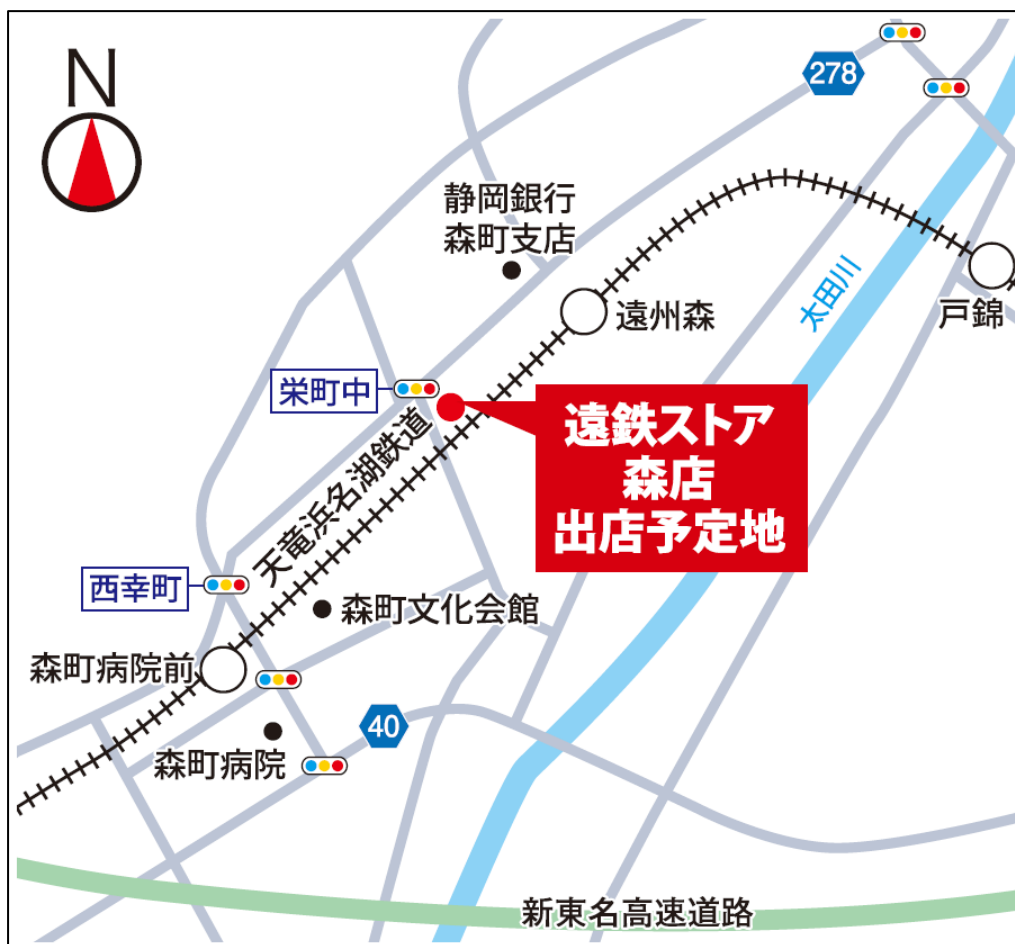 N
278
静岡銀行
森町支店
遠州森
太田川
戸錦
栄町中
天竜浜名湖鉄道
遠鉄ストア
森店
出店予定地
西幸町
森町文化会館
森町病院前
40
森町病院
新東名高速道路